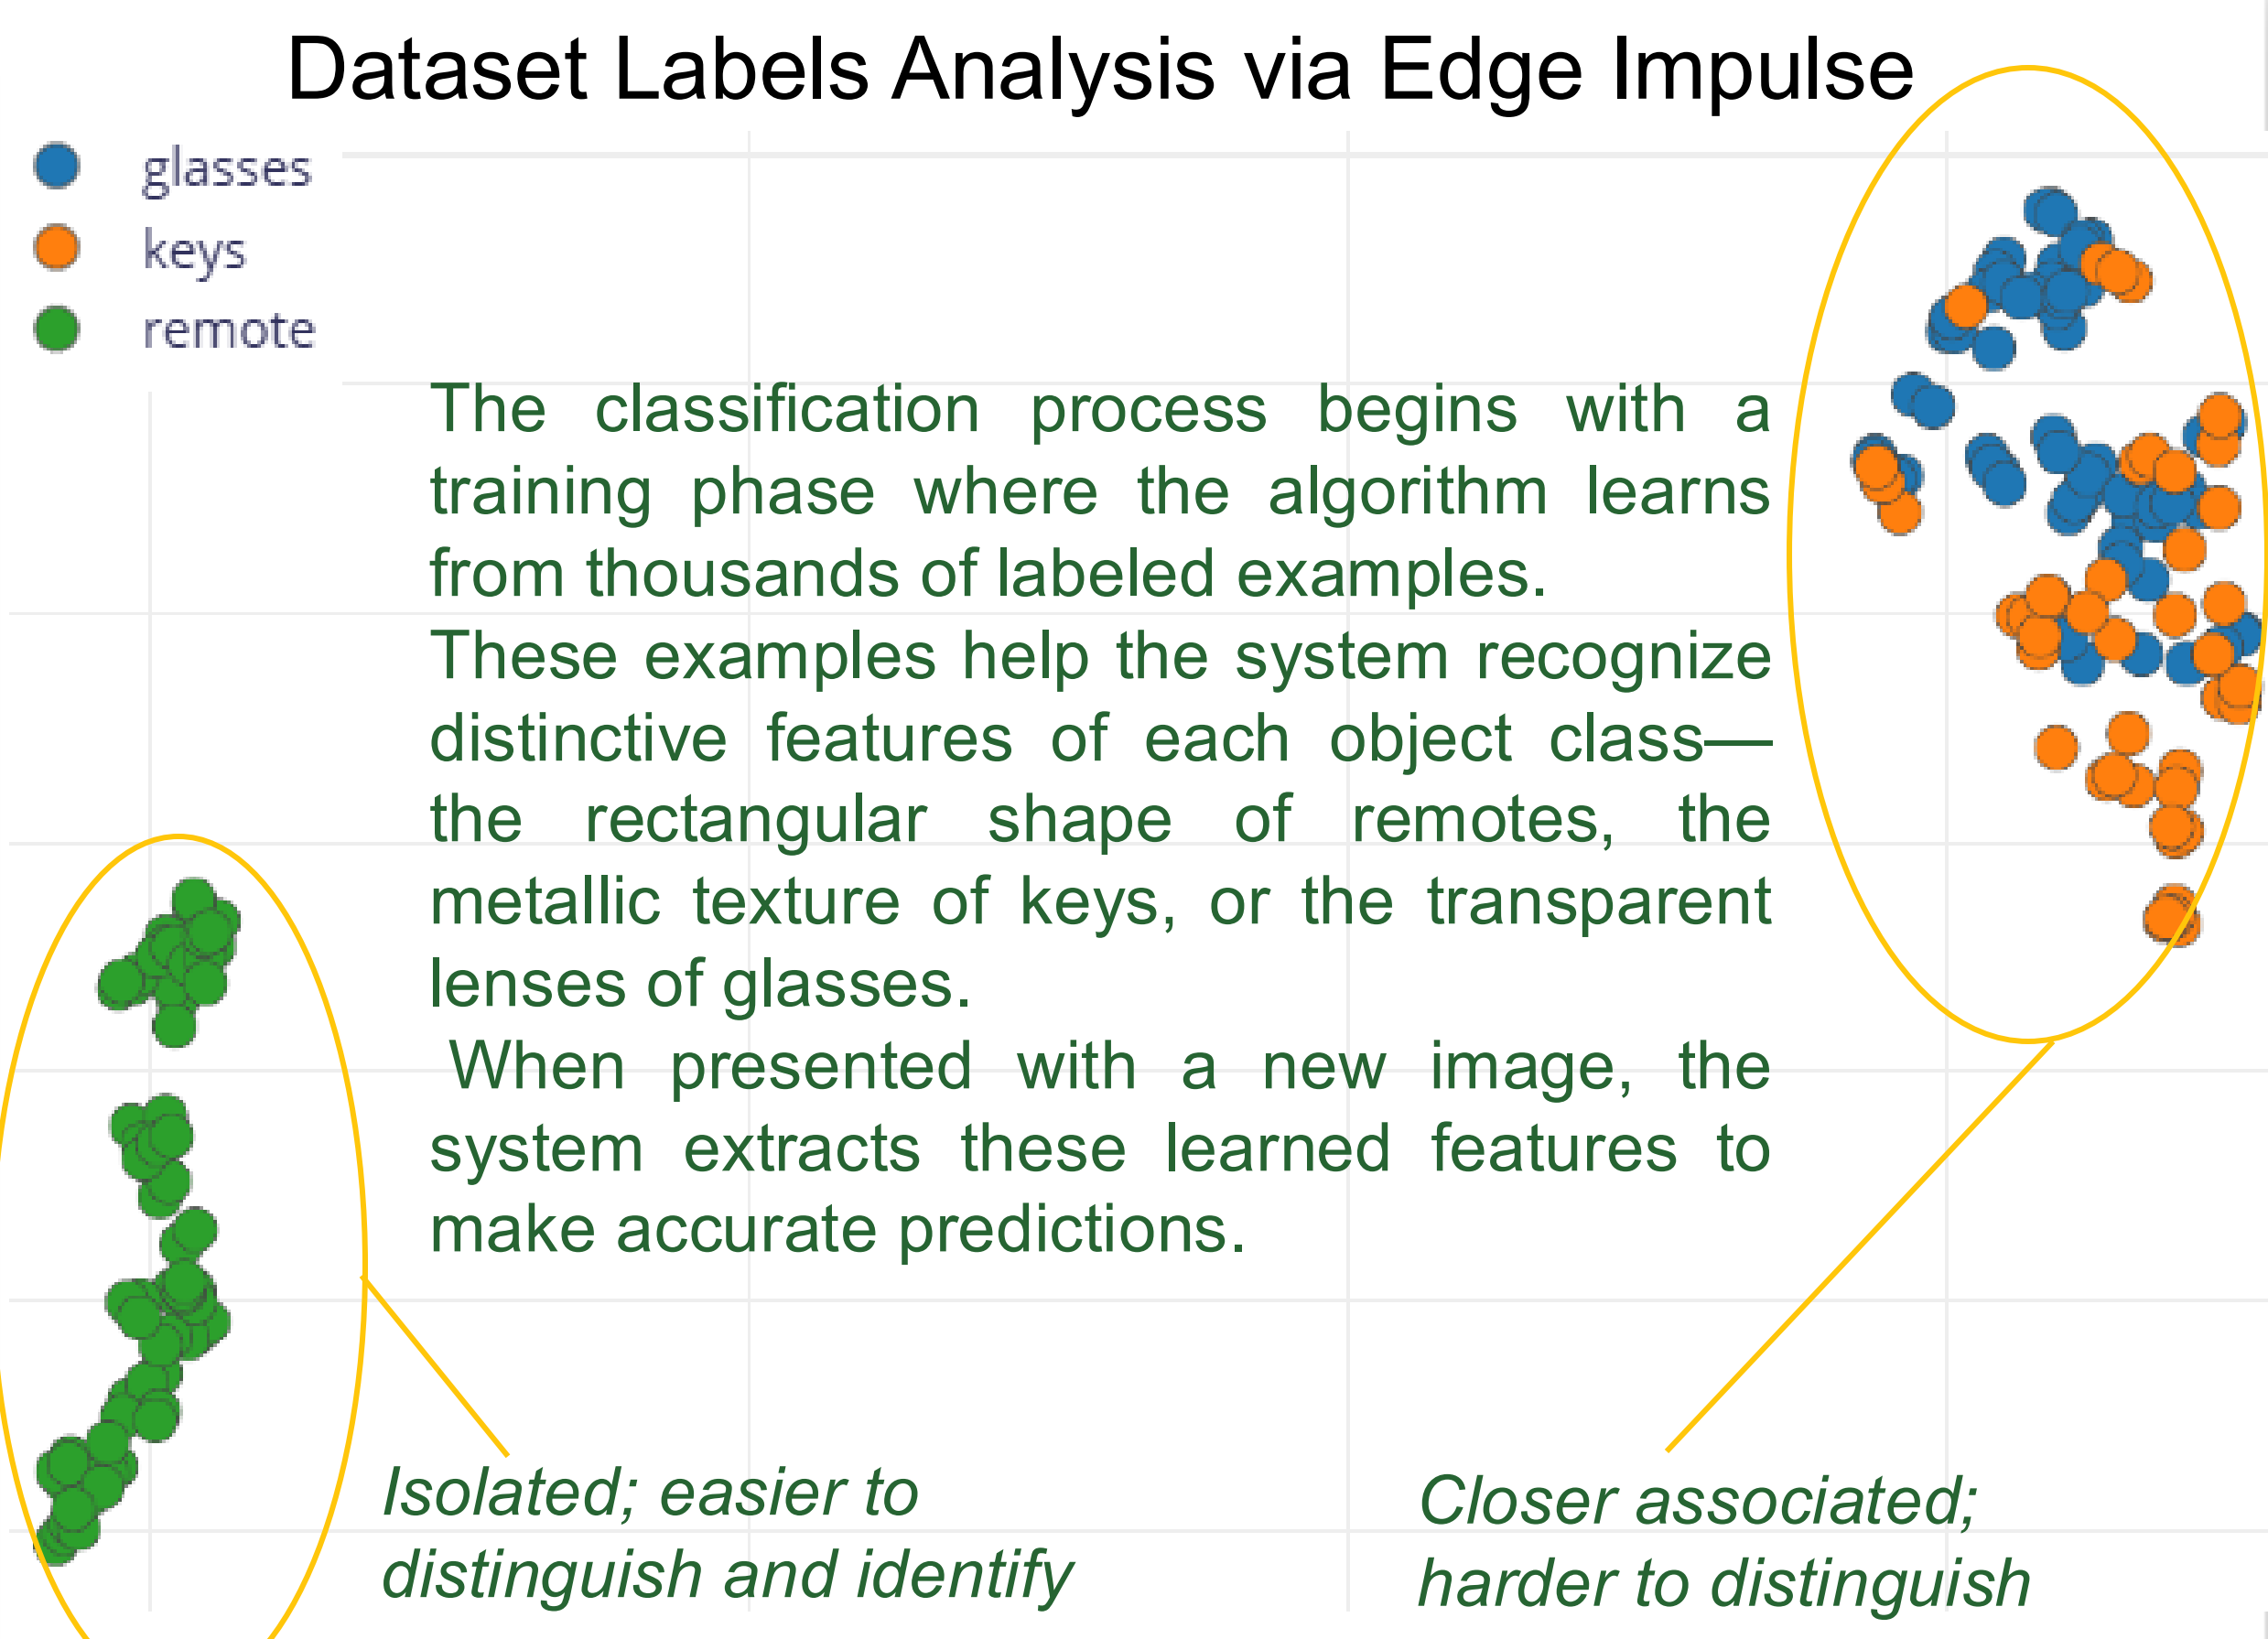 Dataset Labels Analysis via Edge Impulse
glasses
keys
remote
The classification process begins with a
training phase where the algorithm learns
from thousands of labeled examples.
These examples help the system recognize
distinctive features of each object class—
the rectangular shape of remotes, the
metallic texture of keys, or the transparent
lenses of glasses.
When presented with a new image, the
system extracts these learned features to
make accurate predictions.
Isolated; easier to
distinguish and identify
Closer associated;
harder to distinguish